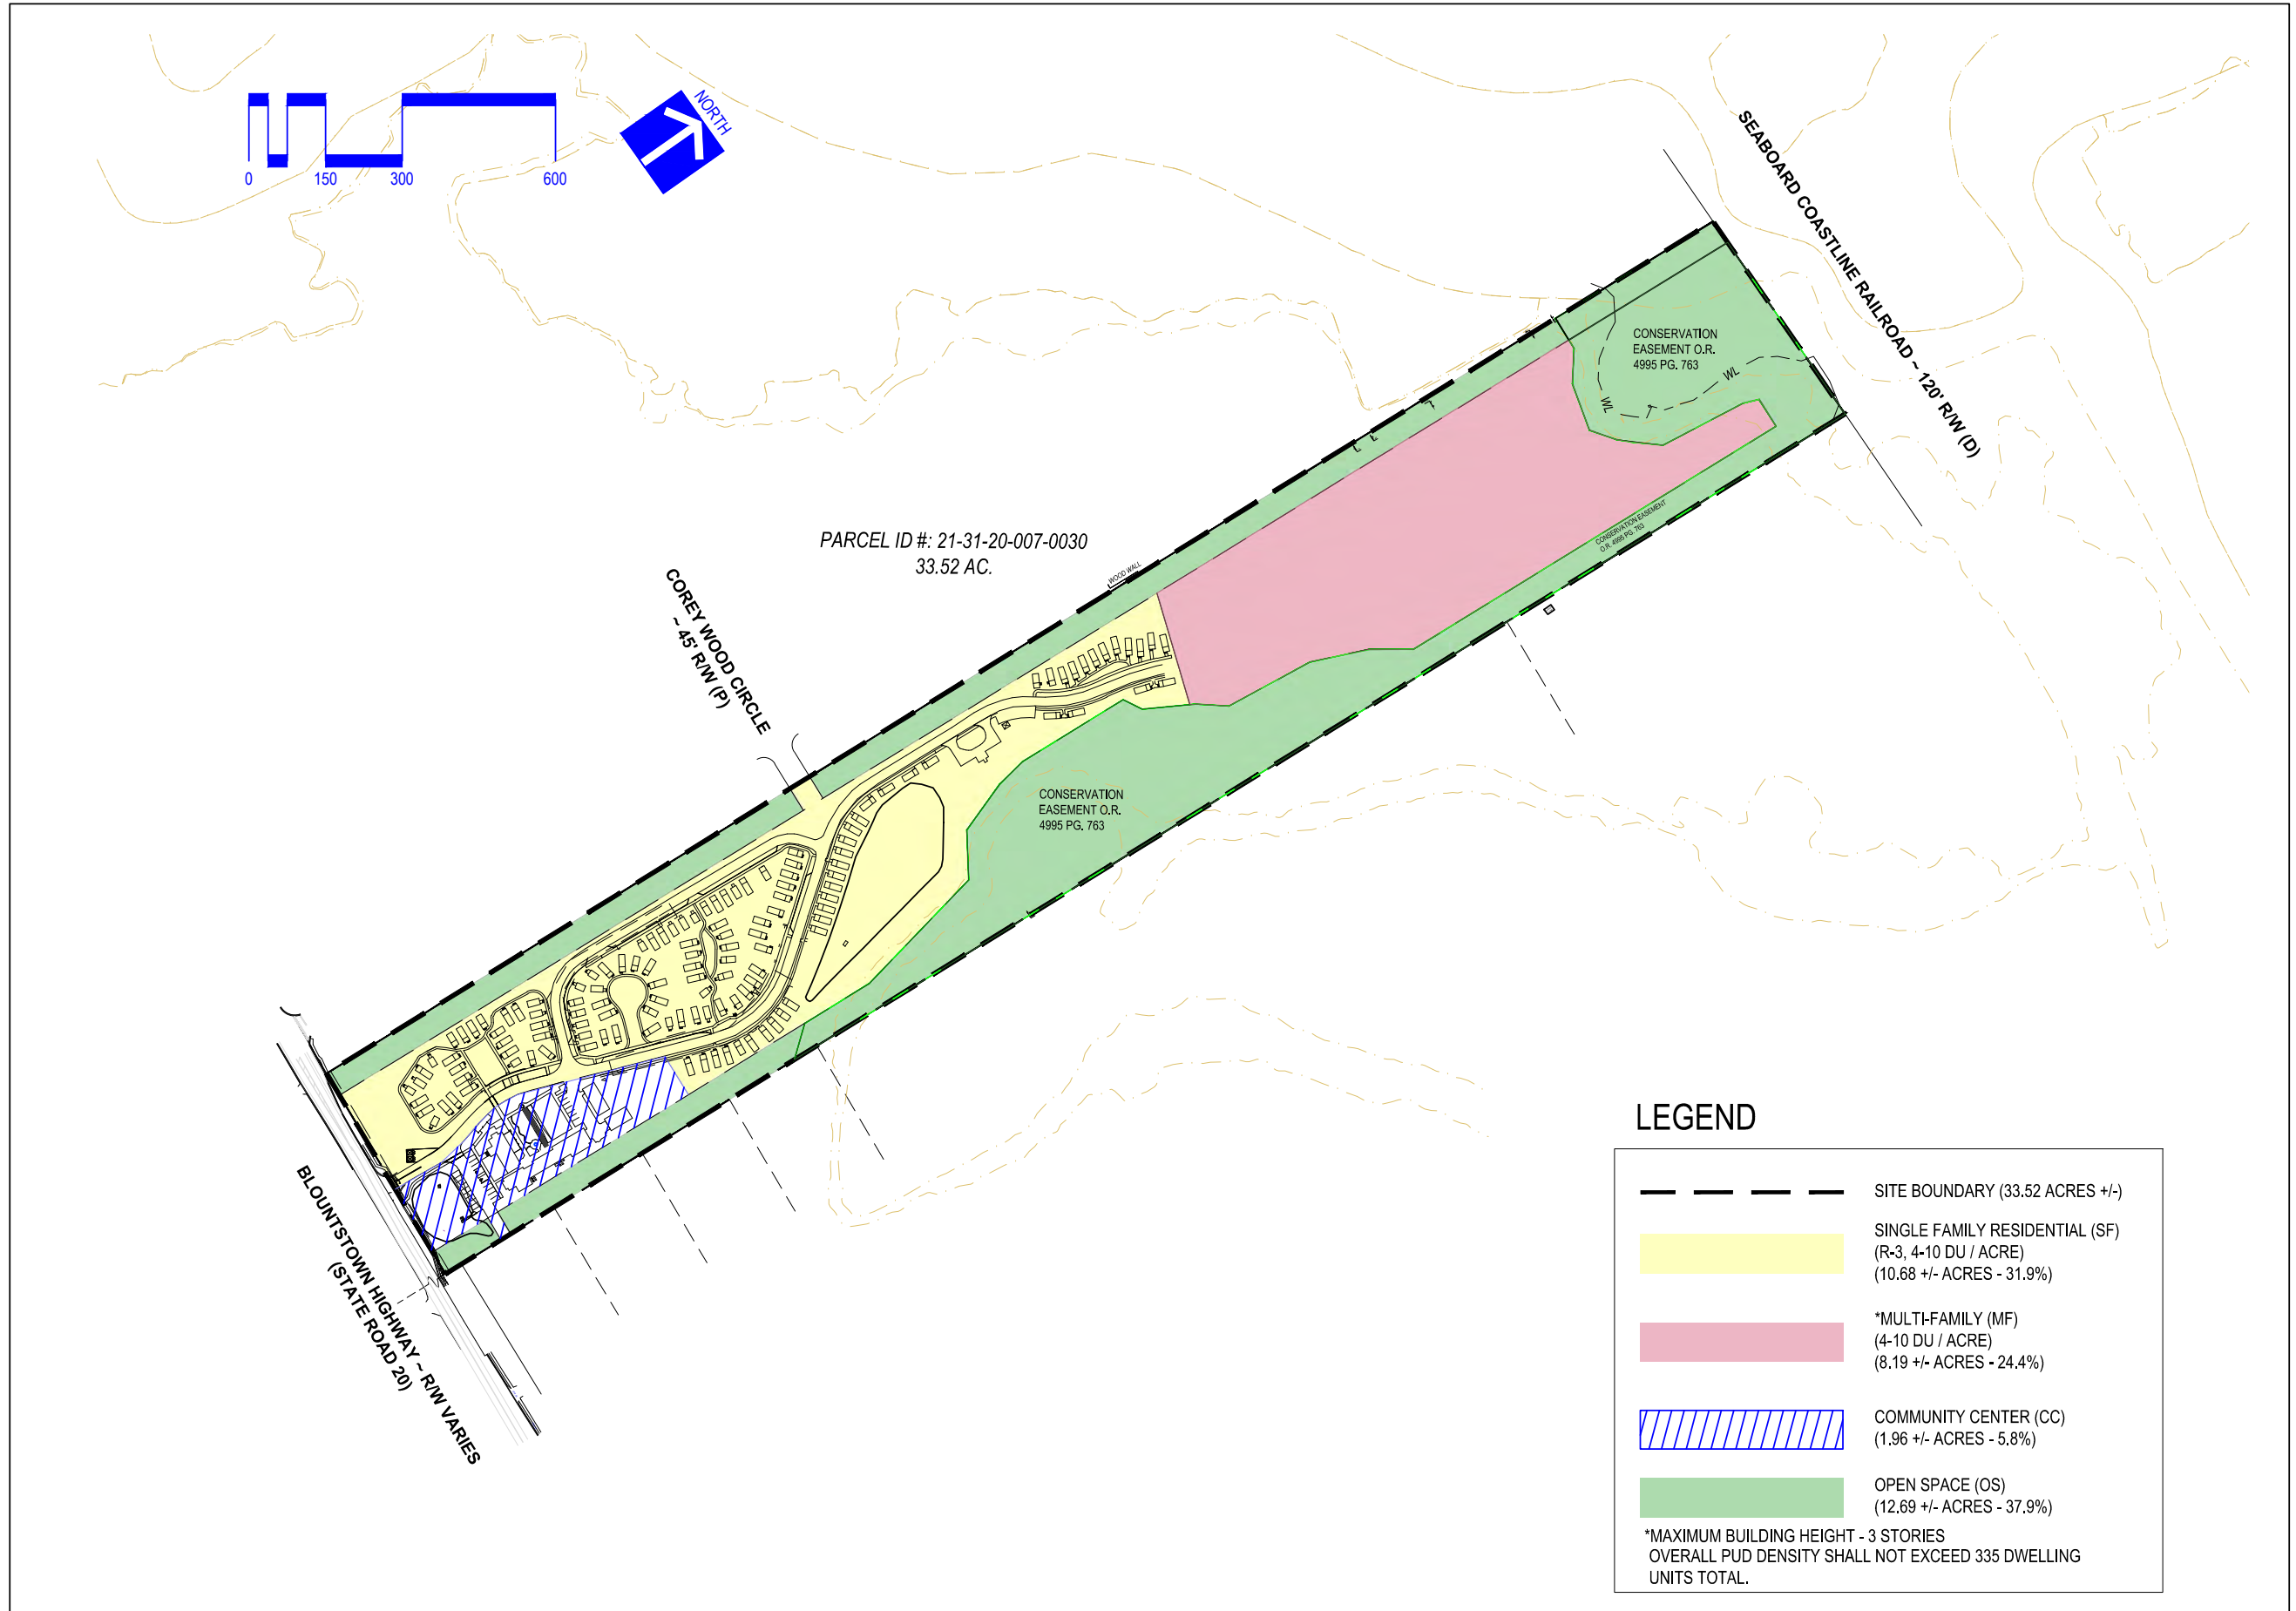 NORTH
0 150 300 600
SEABOARD COASTLINE RAILROAD ~ 120' R/W (D)
CONSERVATION
EASEMENT O.R.
4995 PG. 763
WL
WL
CONSERVATION EASEMENT
O.R. 4995 PG. 763
PARCEL ID #: 21-31-20-007-0030
33.52 AC.
WOOD WALL
COREY WOOD CIRCLE
~ 45' R/W (P)
CONSERVATION
EASEMENT O.R.
4995 PG. 763
BLOUNTSTOWN HIGHWAY ~ R/W VARIES
(STATE ROAD 20)
LEGEND
SITE BOUNDARY (33.52 ACRES +/-)
SINGLE FAMILY RESIDENTIAL (SF)
(R-3, 4-10 DU / ACRE)
(10.68 +/- ACRES - 31.9%)
*MULTI-FAMILY (MF)
(4-10 DU / ACRE)
(8.19 +/- ACRES - 24.4%)
COMMUNITY CENTER (CC)
(1.96 +/- ACRES - 5.8%)
OPEN SPACE (OS)
(12.69 +/- ACRES - 37.9%)
*MAXIMUM BUILDING HEIGHT - 3 STORIES
OVERALL PUD DENSITY SHALL NOT EXCEED 335 DWELLING
UNITS TOTAL.